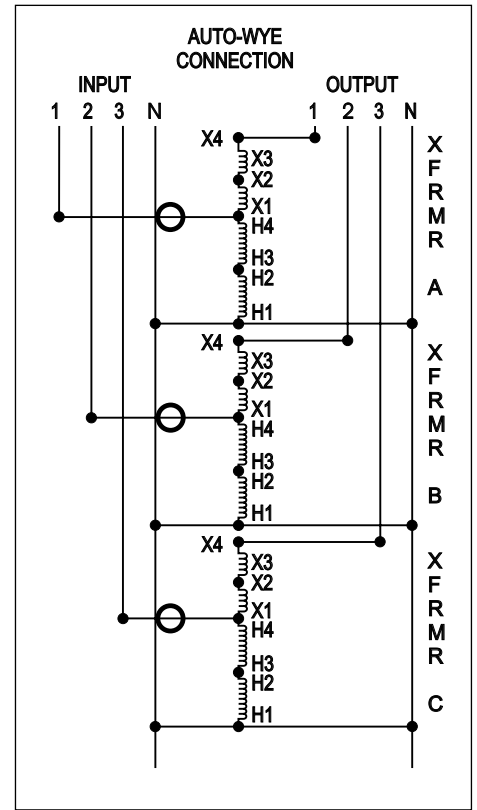 AUTO-WYE
CONNECTION
INPUT OUTPUT
1 2 3 N 1 2 3 N
X4
X3
X2
X1
H4
H3
H2
H1
X
F
R
M
R
A
X4
X3
X2
X1
H4
H3
H2
H1
X
F
R
M
R
B
X4
X3
X2
X1
H4
H3
H2
H1
X
F
R
M
R
C